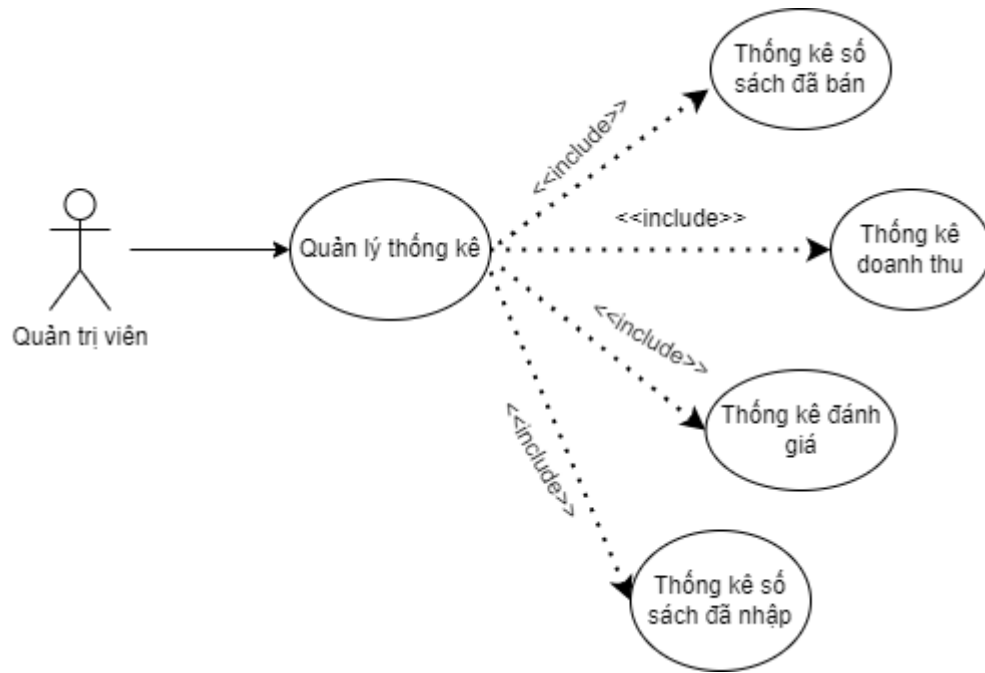 Thống kê số
sách đã bán
<<include>>
<<include>>
Thống kê
doanh thu
Quản lý thống kê
Quản trị viên
<<include>>
Thống kê đánh
giá
<<include>>
Thống kê số
sách đã nhập